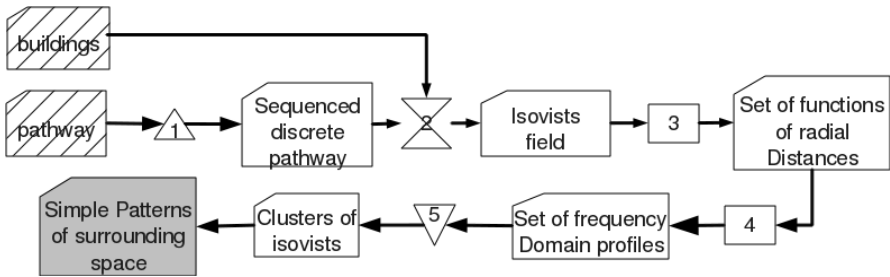 buildings
pathway
1
Sequenced
discrete
pathway
2
Isovists
field
3
Set of functions
of radial
Distances
4
Set of frequency
Domain profiles
5
Clusters of
isovists
Simple Patterns
of surrounding
space